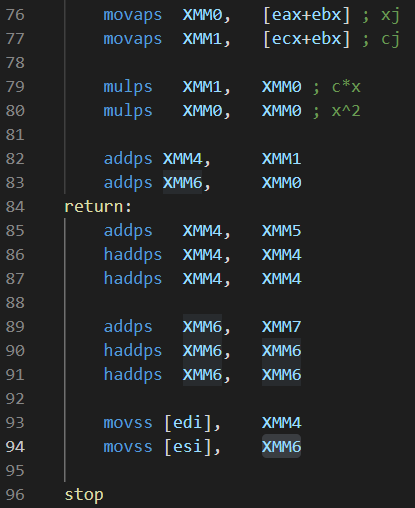 76 movaps XMM0, [eax+ebx] ; xj
77 movaps XMM1, [ecx+ebx] ; cj
78
79 mulps XMM1, XMM0 ; c*x
80 mulps XMM0, XMM0 ; x^2
81
82 addps XMM4, XMM1
83 addps XMM6, XMM0
84 return:
85 addps XMM4, XMM5
86 haddps XMM4, XMM4
87 haddps XMM4, XMM4
88
89 addps XMM6, XMM7
90 haddps XMM6, XMM6
91 haddps XMM6, XMM6
92
93 movss [edi], XMM4
94 movss [esi], XMM6
95
96 stop